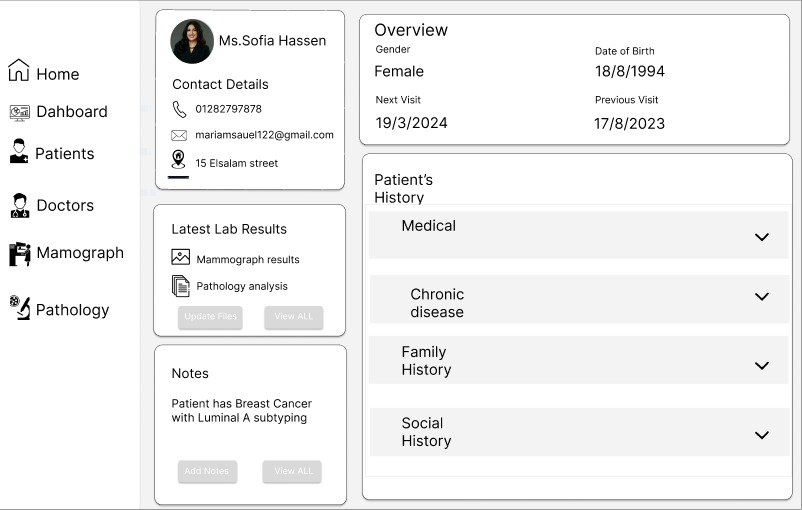 Home
Dahboard
Patients
Doctors
Mamograph
Pathology
Ms.Sofia Hassen
Contact Details
01282797878
mariamsauel122@gmail.com
15 Elsalam street
Latest Lab Results
Mammograph results
Pathology analysis
Update Files
View ALL
Notes
Patient has Breast Cancer
with Luminal A subtyping
Add Notes
View ALL
Overview
Gender
Date of Birth
Female
18/8/1994
Next Visit
Previous Visit
19/3/2024
17/8/2023
Patient's
History
Medical
Chronic
disease
Family
History
Social
History